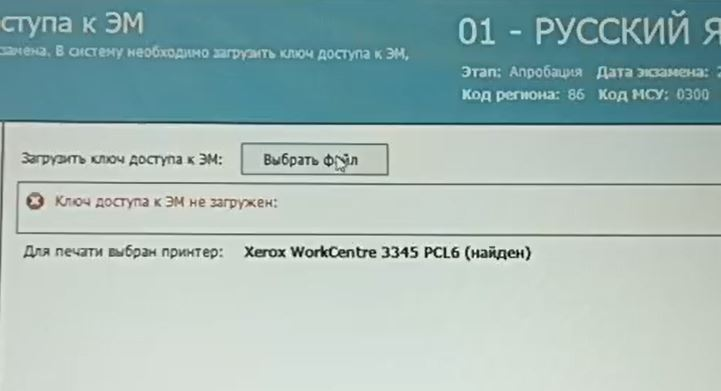 ступа к ЭМ
01 - РУССКИЙ Я
замена. В систему необходимо загрузить ключ доступа к ЭМ,
Этап: Апробация Дата экзамена: 2
Код региона: 86 Код МСУ: 0300
Загрузить ключ доступа к ЭМ: Выбрать файл
Ключ доступа к ЭМ не загружен:
Для печати выбран принтер: Xerox WorkCentre 3345 PCL6 (найден)